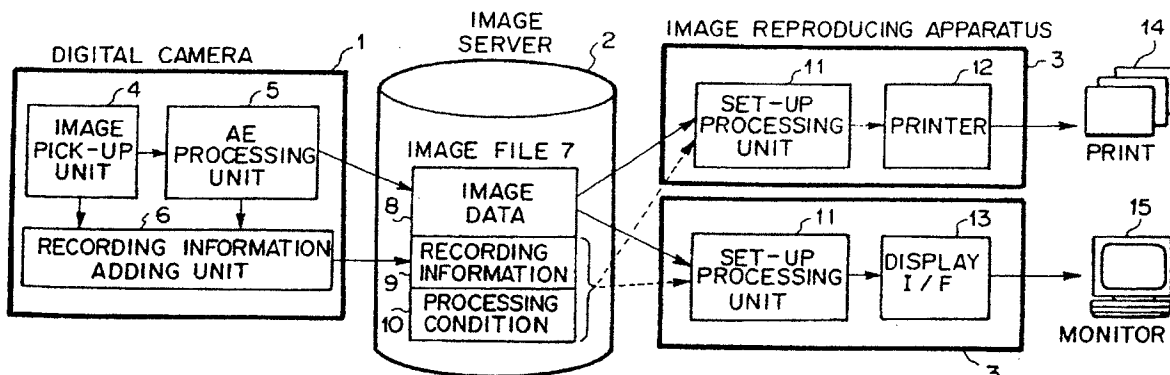 DIGITAL CAMERA
1
4
IMAGE
PICK-UP
UNIT
5
AE
PROCESSING
UNIT
6
RECORDING INFORMATION
ADDING UNIT
IMAGE
SERVER
2
IMAGE FILE 7
IMAGE
DATA
8
RECORDING
INFORMATION
9
PROCESSING
CONDITION
10
IMAGE REPRODUCING APPARATUS
3
11
SET-UP
PROCESSING
UNIT
12
PRINTER
14
PRINT
11
SET-UP
PROCESSING
UNIT
13
DISPLAY
I/F
15
MONITOR
3